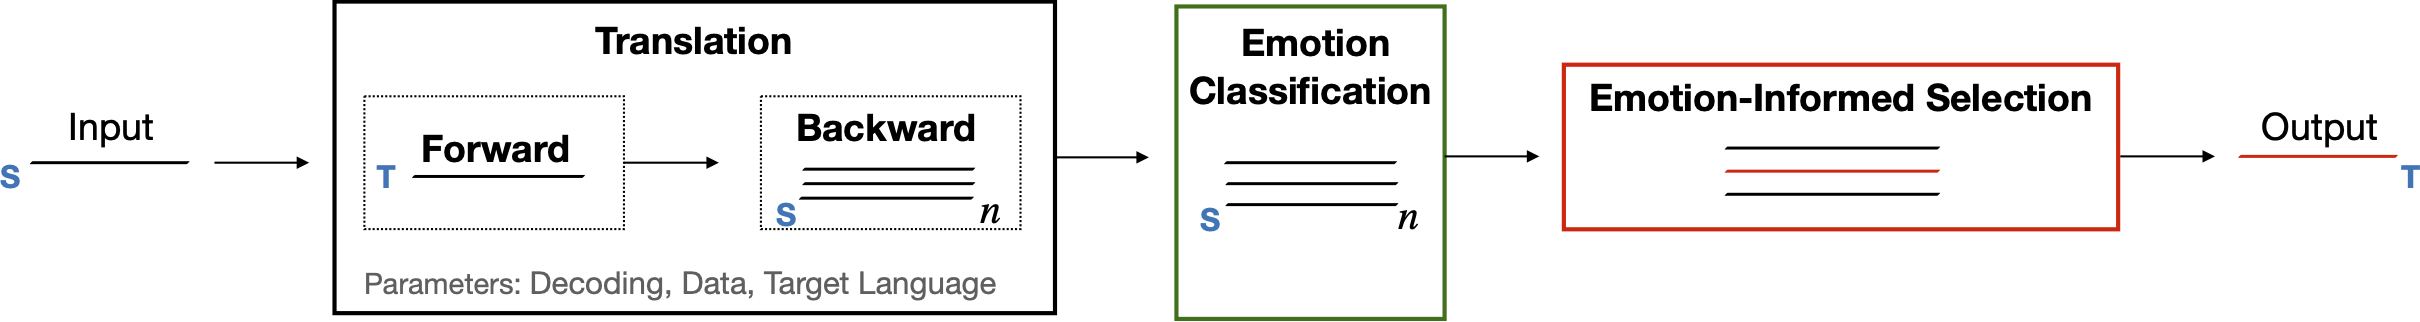 Input
S
Translation
Forward
T
Backward
S
n
Parameters: Decoding, Data, Target Language
Emotion
Classification
S
n
Emotion-Informed Selection
Output
T